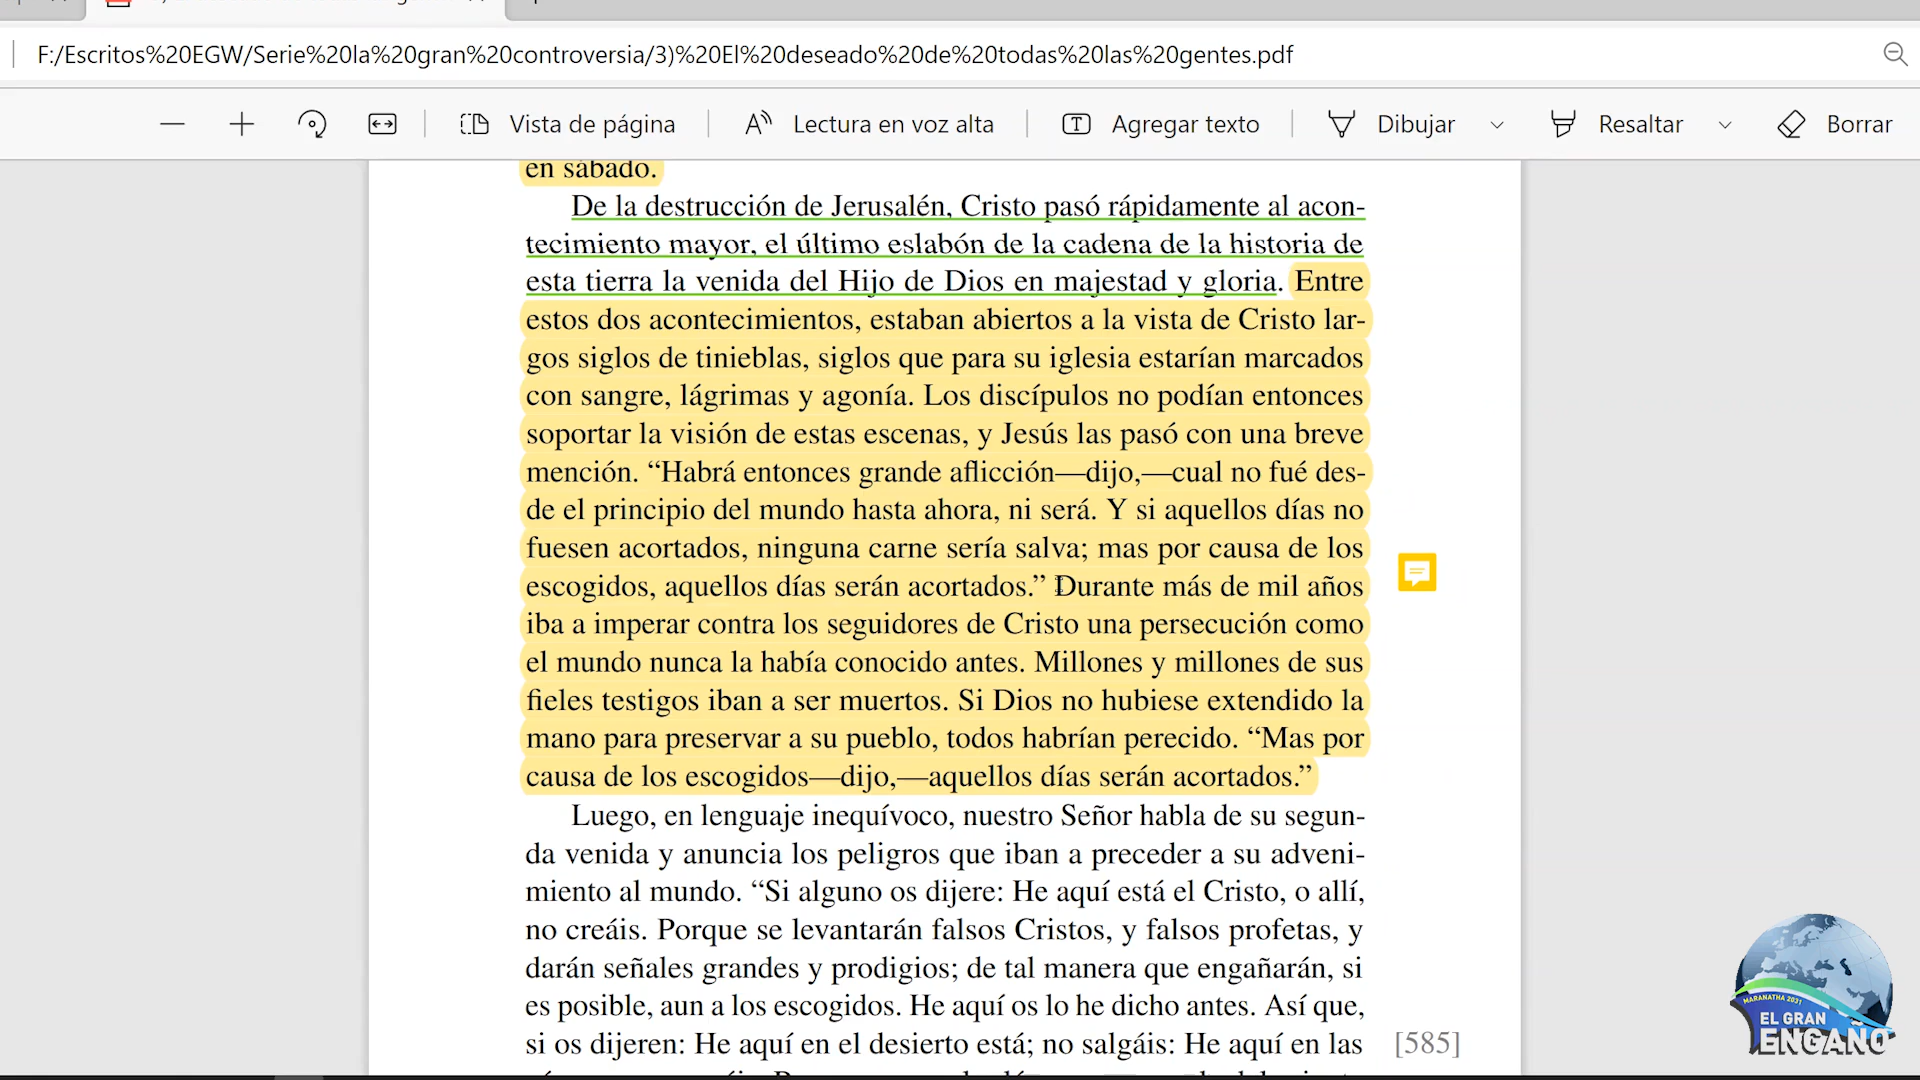 F:/Escritos%20EGW/Serie%20la%20gran%20controversia/3)%20El%20deseado%20de%20todas%20las%20gentes.pdf
Vista de página
Lectura en voz alta
Agregar texto
Dibujar
Resaltar
Borrar
en sábado.
De la destrucción de Jerusalén, Cristo pasó rápidamente al acon-
tecimiento mayor, el último eslabón de la cadena de la historia de
esta tierra la venida del Hijo de Dios en majestad y gloria. Entre
estos dos acontecimientos, estaban abiertos a la vista de Cristo lar-
gos siglos de tinieblas, siglos que para su iglesia estarían marcados
con sangre, lágrimas y agonía. Los discípulos no podían entonces
soportar la visión de estas escenas, y Jesús las pasó con una breve
mención. “Habrá entonces grande aflicción—dijo,—cual no fué des-
de el principio del mundo hasta ahora, ni será. Y si aquellos días no
fuesen acortados, ninguna carne sería salva; mas por causa de los
escogidos, aquellos días serán acortados.” Durante más de mil años
iba a imperar contra los seguidores de Cristo una persecución como
el mundo nunca la había conocido antes. Millones y millones de sus
fieles testigos iban a ser muertos. Si Dios no hubiese extendido la
mano para preservar a su pueblo, todos habrían perecido. “Mas por
causa de los escogidos—dijo,—aquellos días serán acortados.”
Luego, en lenguaje inequívoco, nuestro Señor habla de su segun-
da venida y anuncia los peligros que iban a preceder a su adveni-
miento al mundo. “Si alguno os dijere: He aquí está el Cristo, o allí,
no creáis. Porque se levantarán falsos Cristos, y falsos profetas, y
darán señales grandes y prodigios; de tal manera que engañarán, si
es posible, aun a los escogidos. He aquí os lo he dicho antes. Así que,
si os dijeren: He aquí en el desierto está; no salgáis: He aquí en las
[585]
MARANATHA 2021
EL GRAN
ENGAÑO